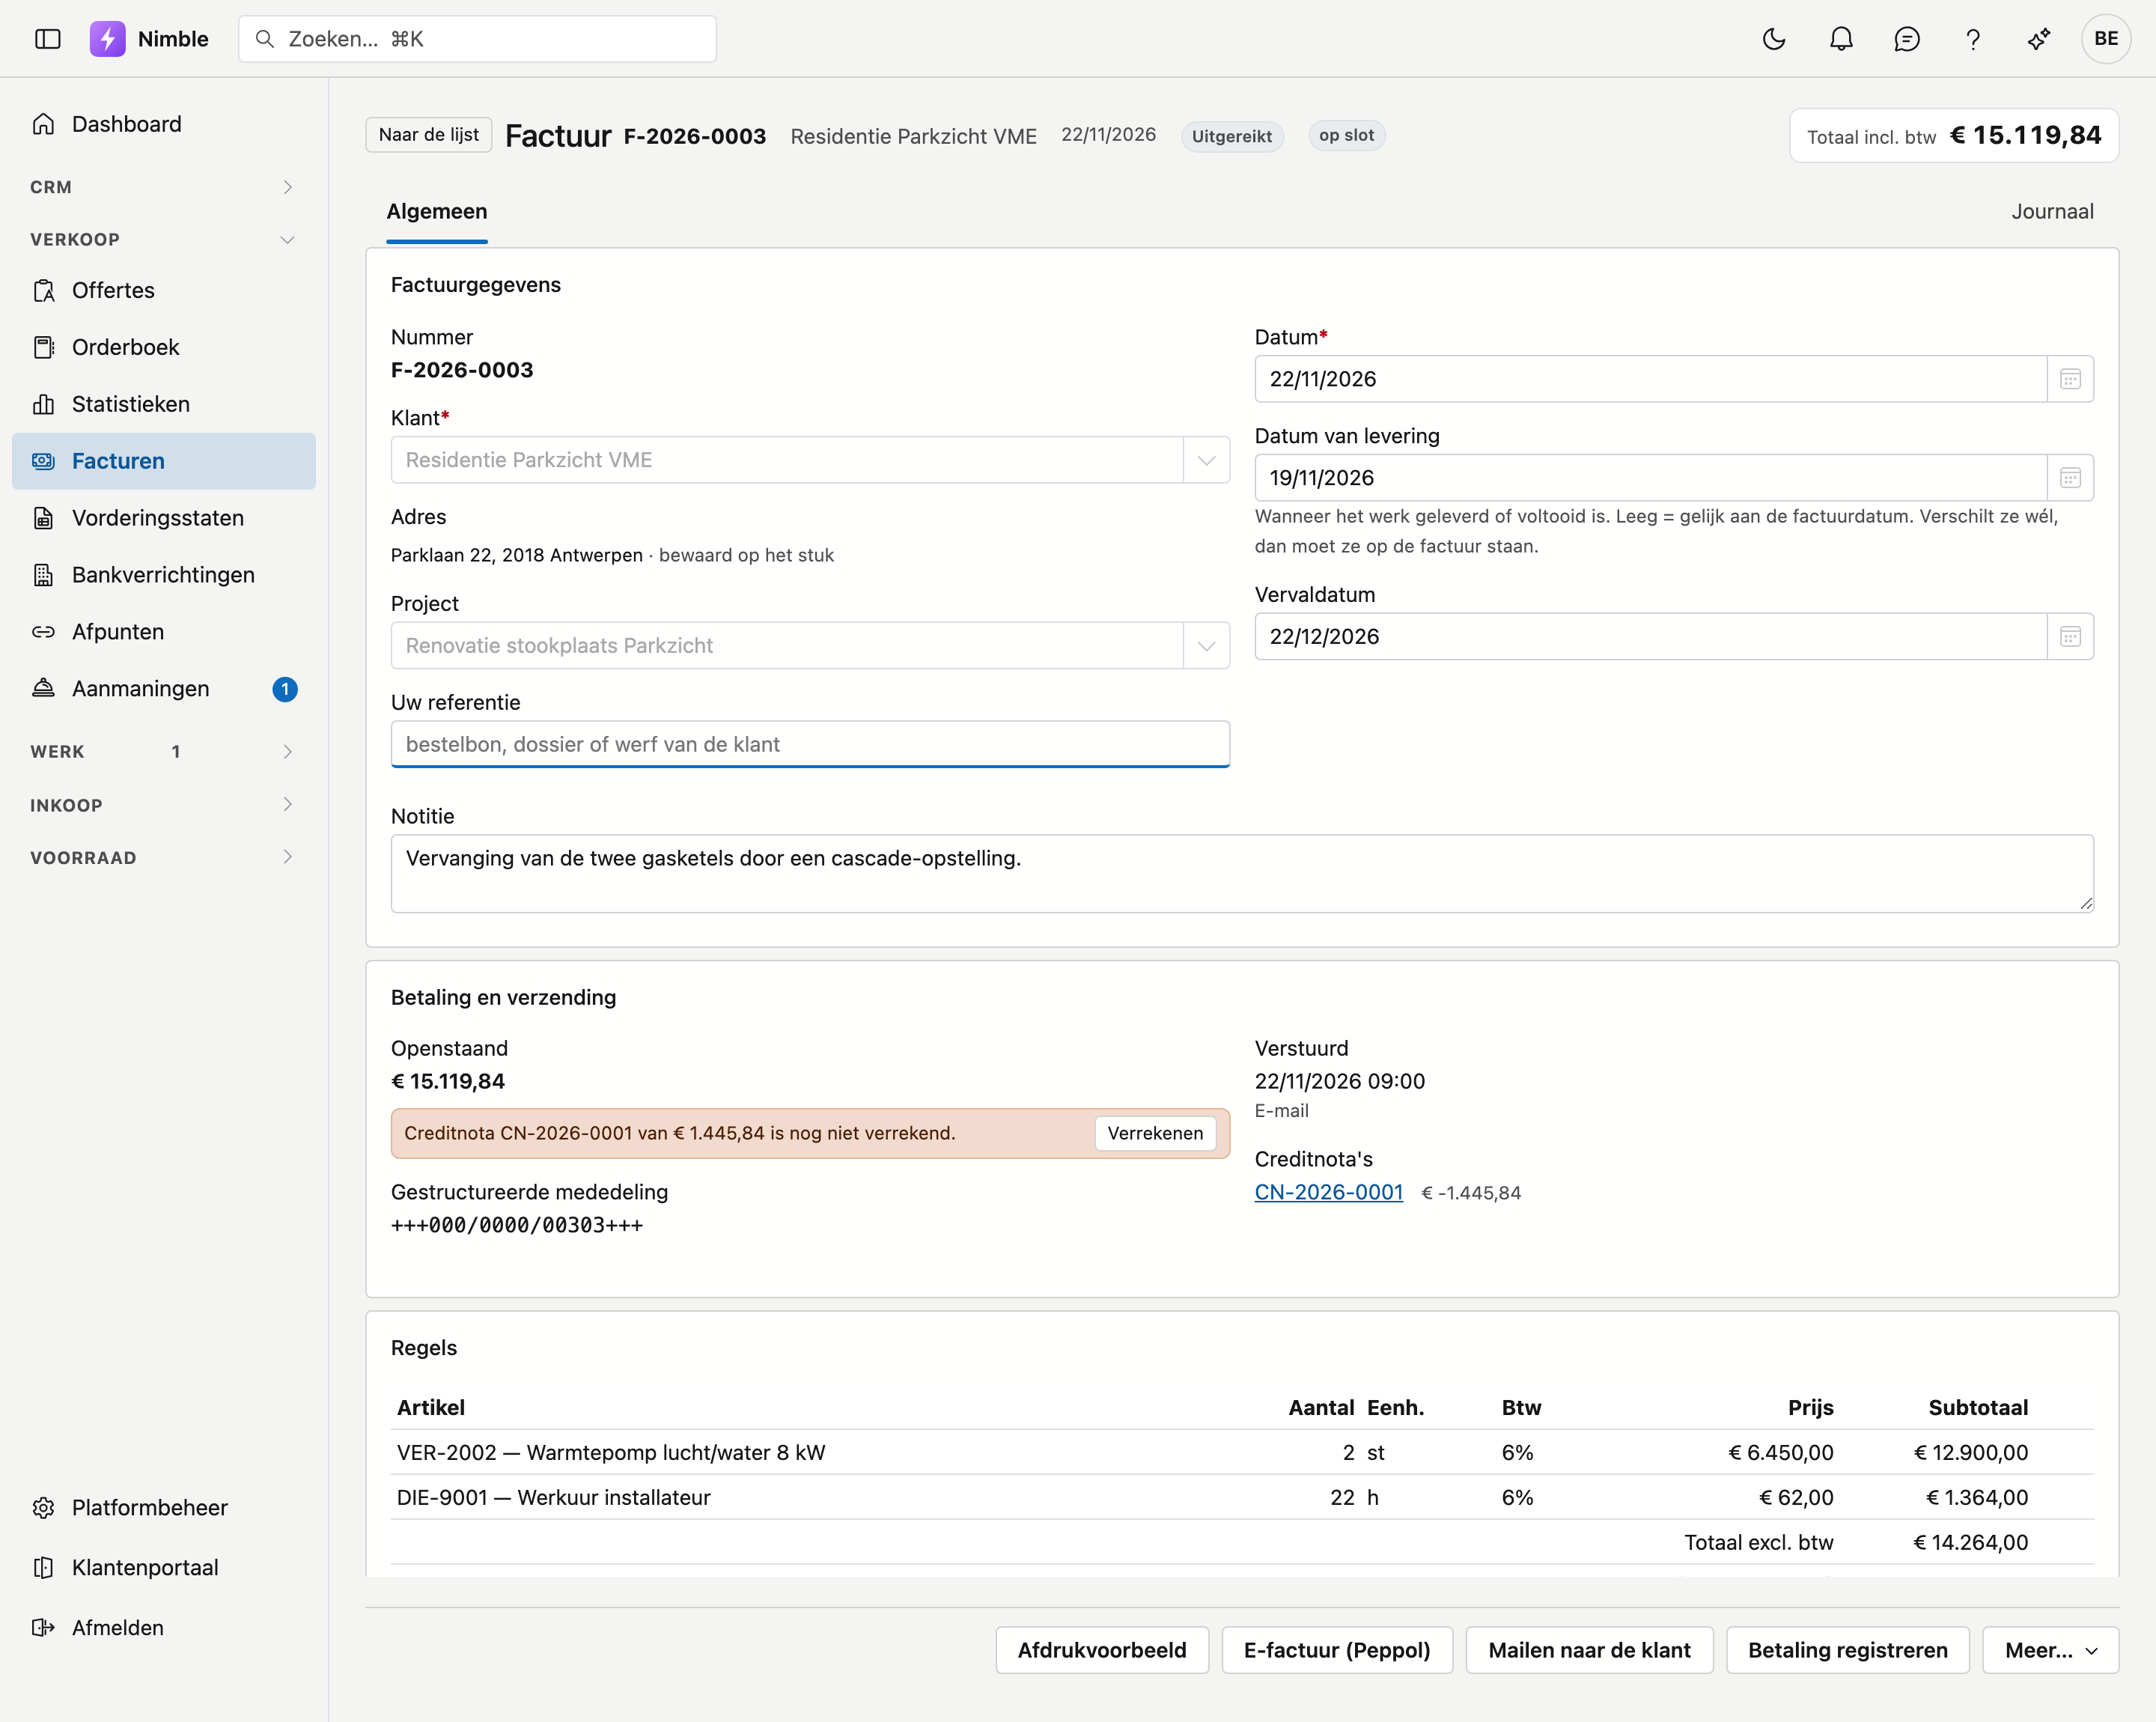 Nimble
Zoeken... ⌘K
BE
Dashboard
CRM
VERKOOP
Offertes
Orderboek
Statistieken
Facturen
Vorderingsstaten
Bankverrichtingen
Afpunten
Aanmaningen 1
WERK 1
INKOOP
VOORRAAD
Platformbeheer
Klantenportaal
Afmelden
Naar de lijst Factuur F-2026-0003 Residentie Parkzicht VME 22/11/2026 Uitgereikt op slot
Totaal incl. btw € 15.119,84
Algemeen
Journaal
Factuurgegevens
Nummer
F-2026-0003
Klant*
Residentie Parkzicht VME
Adres
Parklaan 22, 2018 Antwerpen · bewaard op het stuk
Project
Renovatie stookplaats Parkzicht
Uw referentie
bestelbon, dossier of werf van de klant
Datum*
22/11/2026
Datum van levering
19/11/2026
Wanneer het werk geleverd of voltooid is. Leeg = gelijk aan de factuurdatum. Verschilt ze wél,
dan moet ze op de factuur staan.
Vervaldatum
22/12/2026
Notitie
Vervanging van de twee gasketels door een cascade-opstelling.
Betaling en verzending
Openstaand
€ 15.119,84
Creditnota CN-2026-0001 van € 1.445,84 is nog niet verrekend. Verrekenen
Gestructureerde mededeling
+++000/0000/00303+++
Verstuurd
22/11/2026 09:00
E-mail
Creditnota's
CN-2026-0001 € -1.445,84
Regels
Artikel Aantal Eenh. Btw Prijs Subtotaal
VER-2002 — Warmtepomp lucht/water 8 kW 2 st 6% € 6.450,00 € 12.900,00
DIE-9001 — Werkuur installateur 22 h 6% € 62,00 € 1.364,00
Totaal excl. btw € 14.264,00
Afdrukvoorbeeld E-factuur (Peppol) Mailen naar de klant Betaling registreren Meer...